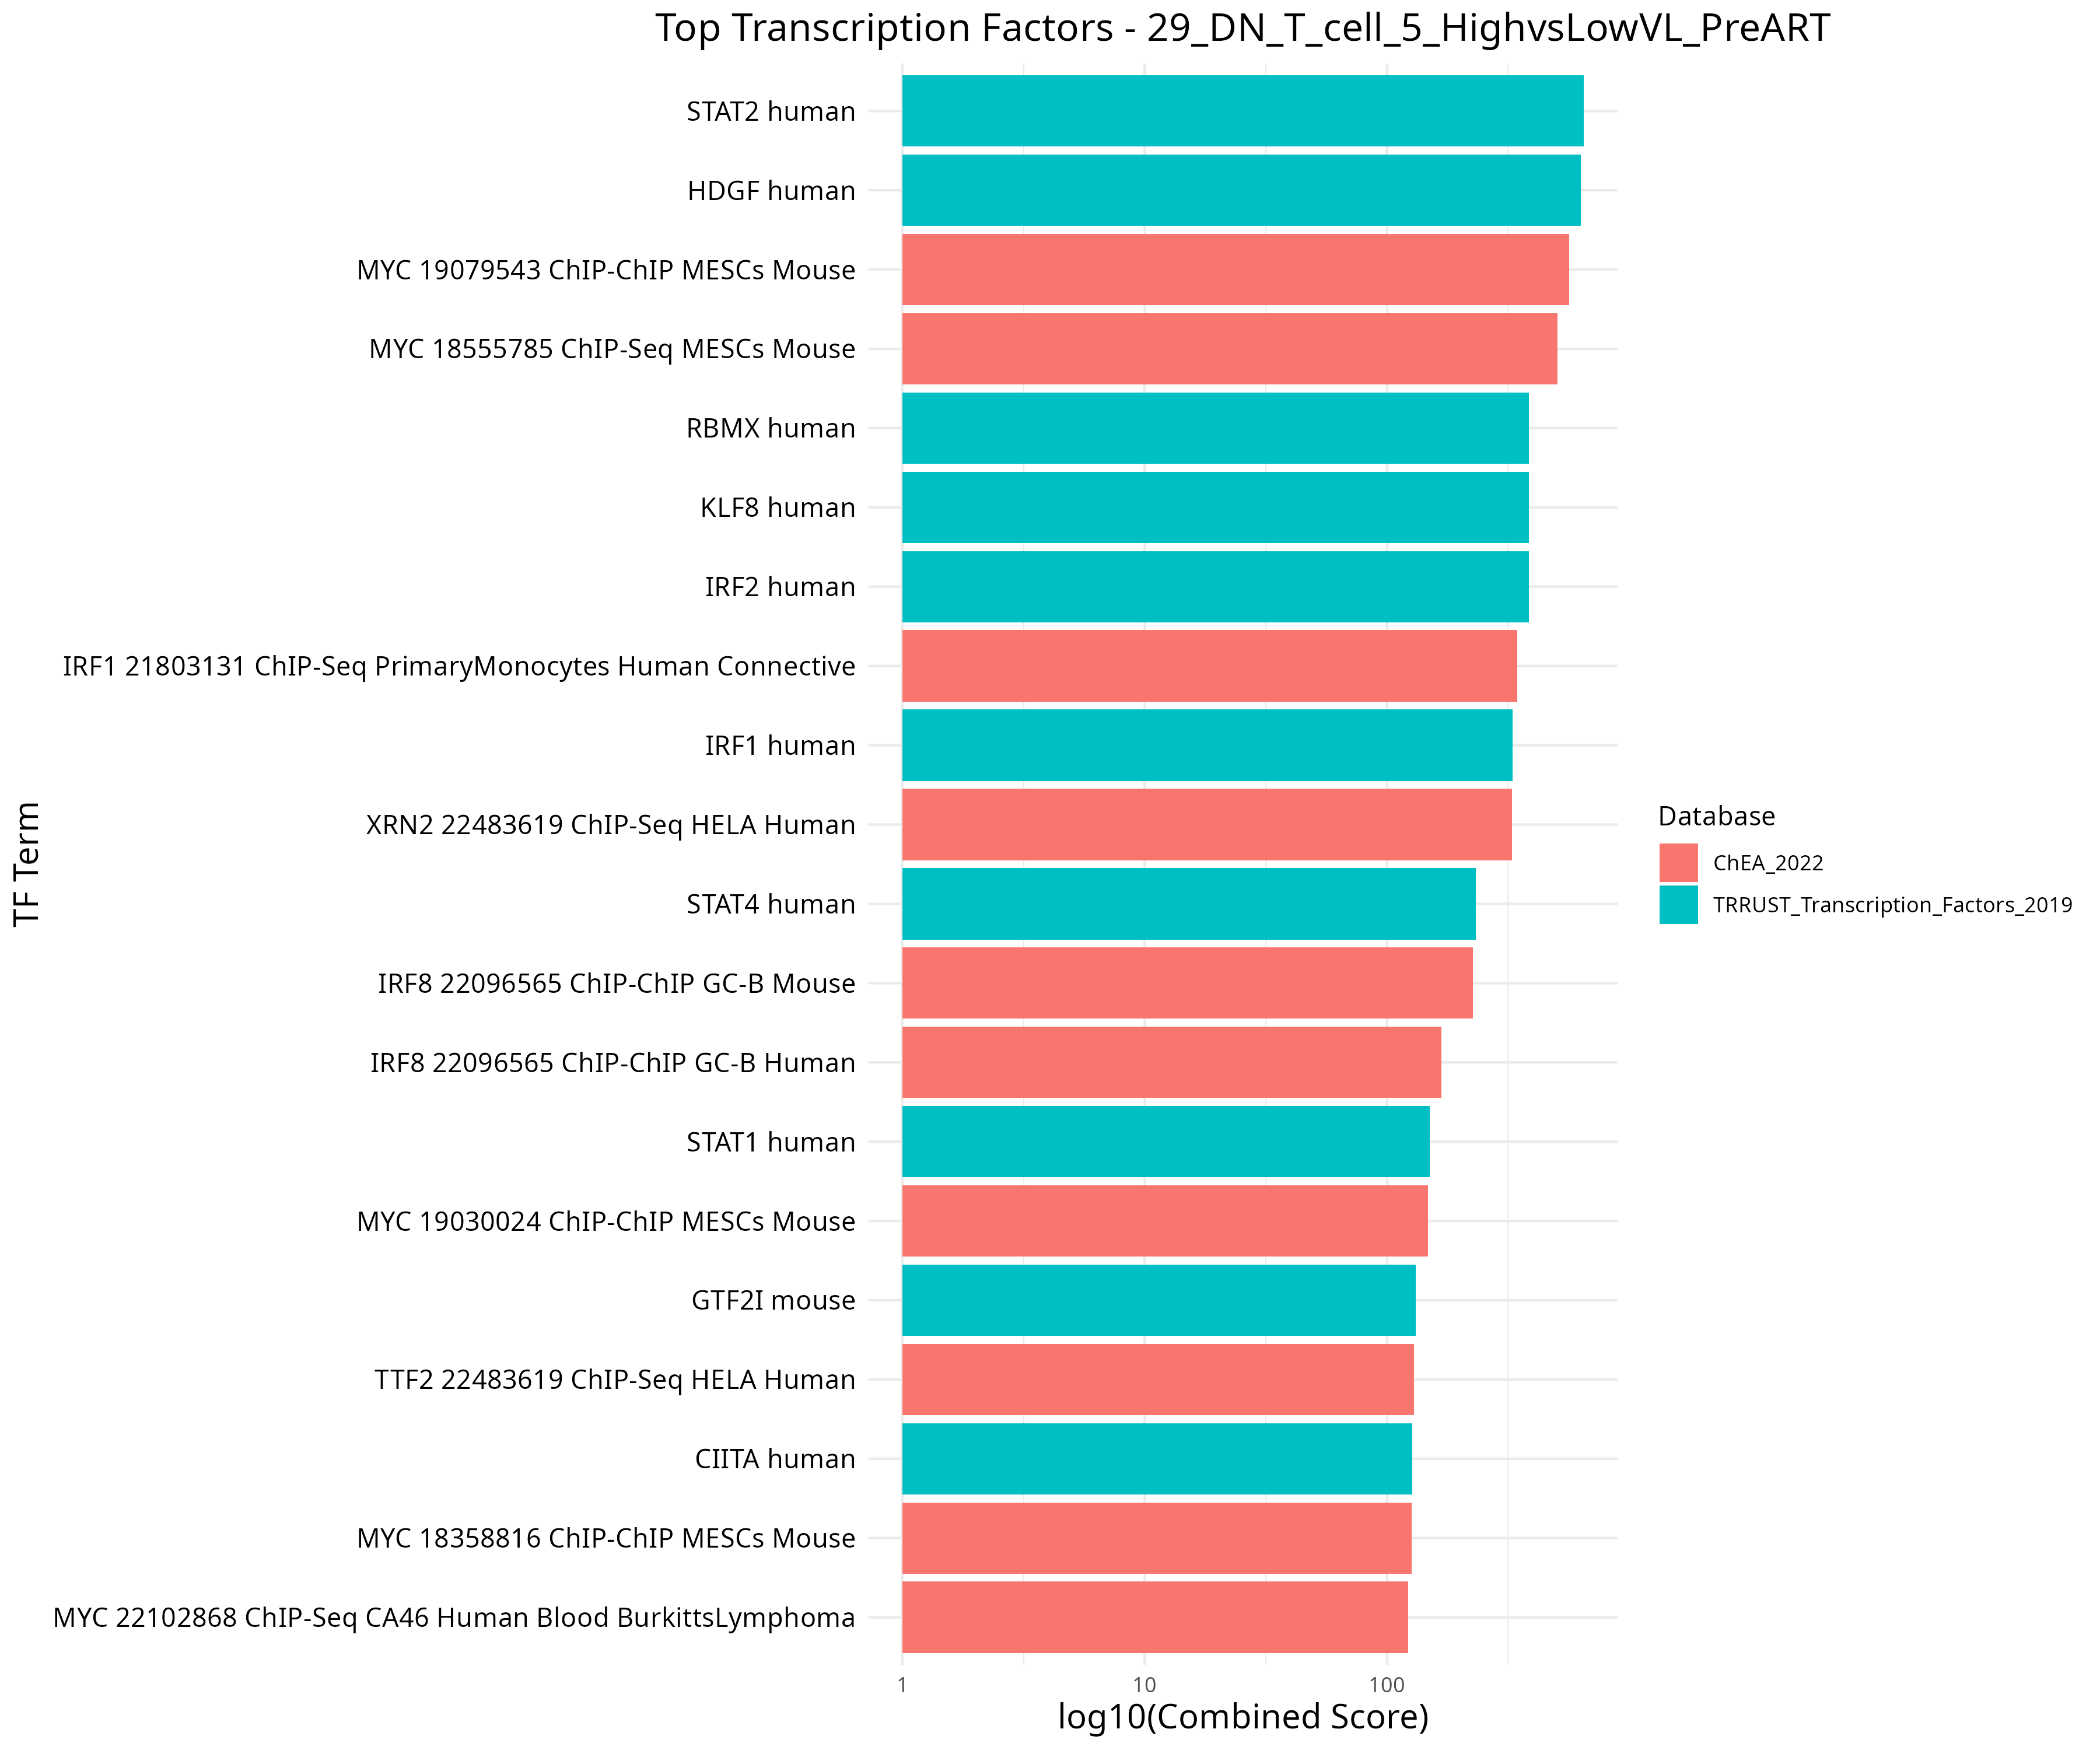 Top Transcription Factors - 29_DN_T_cell_5_HighvsLowVL_PreART
STAT2 human
HDGF human
MYC 19079543 ChIP-ChIP MESCs Mouse
MYC 18555785 ChIP-Seq MESCs Mouse
RBMX human
KLF8 human
IRF2 human
IRF1 21803131 ChIP-Seq PrimaryMonocytes Human Connective
IRF1 human
XRN2 22483619 ChIP-Seq HELA Human
STAT4 human
IRF8 22096565 ChIP-ChIP GC-B Mouse
IRF8 22096565 ChIP-ChIP GC-B Human
STAT1 human
MYC 19030024 ChIP-ChIP MESCs Mouse
GTF2I mouse
TTF2 22483619 ChIP-Seq HELA Human
CIITA human
MYC 18358816 ChIP-ChIP MESCs Mouse
MYC 22102868 ChIP-Seq CA46 Human Blood BurkittsLymphoma
TF Term
1 10 100
log10(Combined Score)
Database
ChEA_2022
TRRUST_Transcription_Factors_2019